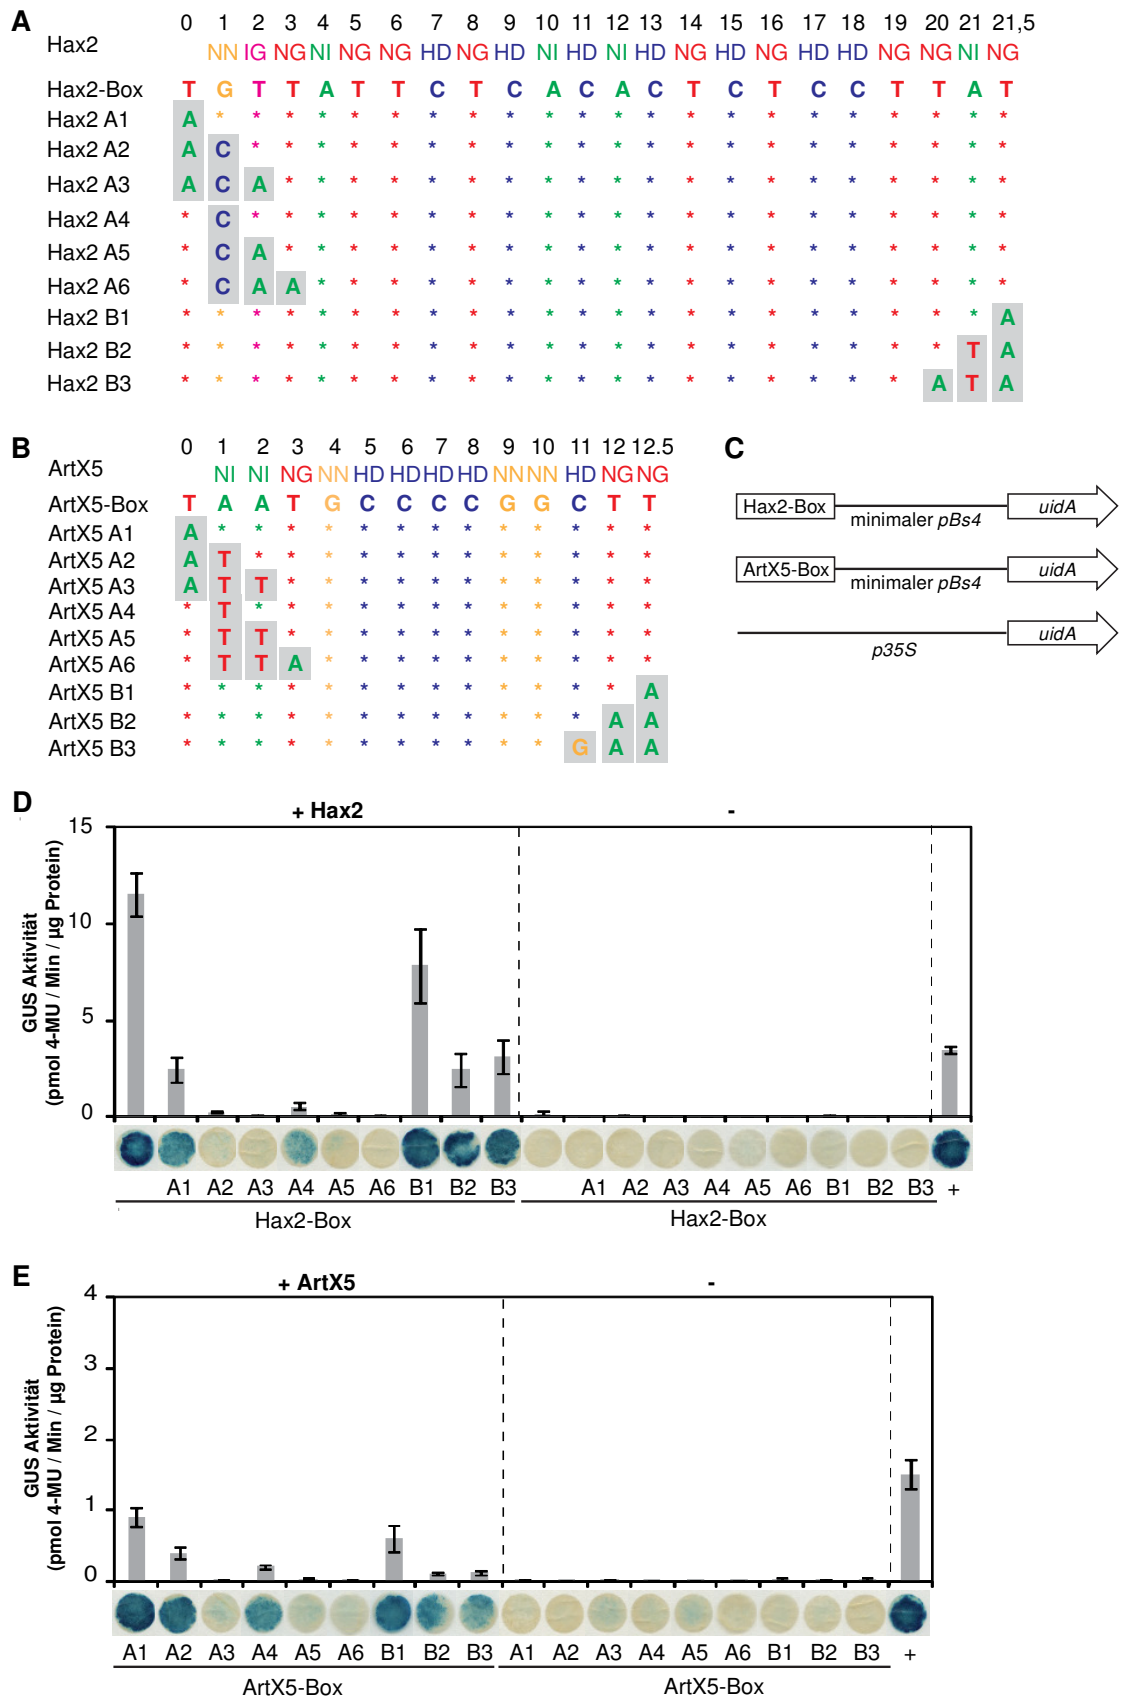 A
0 1 2 3 4 5 6 7 8 9 10 11 12 13 14 15 16 17 18 19 20 21 21,5
Hax2 NN IG NG NI NG NG HD NG HD NI HD NI HD NG HD NG HD HD NG NG NI NG
Hax2-Box T G T T A T T C T C A C A C T C T C C T T A T
Hax2 A1 A * * * * * * * * * * * * * * * * * * * * * *
Hax2 A2 A C * * * * * * * * * * * * * * * * * * * * *
Hax2 A3 A C A * * * * * * * * * * * * * * * * * * * *
Hax2 A4 * C * * * * * * * * * * * * * * * * * * * * *
Hax2 A5 * C A * * * * * * * * * * * * * * * * * * * *
Hax2 A6 * C A A * * * * * * * * * * * * * * * * * * *
Hax2 B1 * * * * * * * * * * * * * * * * * * * * * * A
Hax2 B2 * * * * * * * * * * * * * * * * * * * * * T A
Hax2 B3 * * * * * * * * * * * * * * * * * * * * A T A
B
0 1 2 3 4 5 6 7 8 9 10 11 12 12.5
ArtX5 NI NI NG NN HD HD HD HD NN NN HD NG NG
ArtX5-Box T A A T G C C C C G G C T T
ArtX5 A1 A * * * * * * * * * * * * *
ArtX5 A2 A T * * * * * * * * * * * *
ArtX5 A3 A T T * * * * * * * * * * *
ArtX5 A4 * T * * * * * * * * * * * *
ArtX5 A5 * T T * * * * * * * * * * *
ArtX5 A6 * T T A * * * * * * * * * *
ArtX5 B1 * * * * * * * * * * * * * A
ArtX5 B2 * * * * * * * * * * * * A A
ArtX5 B3 * * * * * * * * * * * G A A
C
Hax2-Box minimaler pBs4 uidA
ArtX5-Box minimaler pBs4 uidA
p35S uidA
D
+ Hax2 -
GUS Aktivität
(pmol 4-MU / Min / µg Protein)
15
10
5
0
A1 A2 A3 A4 A5 A6 B1 B2 B3 A1 A2 A3 A4 A5 A6 B1 B2 B3 +
Hax2-Box Hax2-Box
E
+ ArtX5 -
GUS Aktivität
(pmol 4-MU / Min / µg Protein)
4
3
2
1
0
A1 A2 A3 A4 A5 A6 B1 B2 B3 A1 A2 A3 A4 A5 A6 B1 B2 B3 +
ArtX5-Box ArtX5-Box